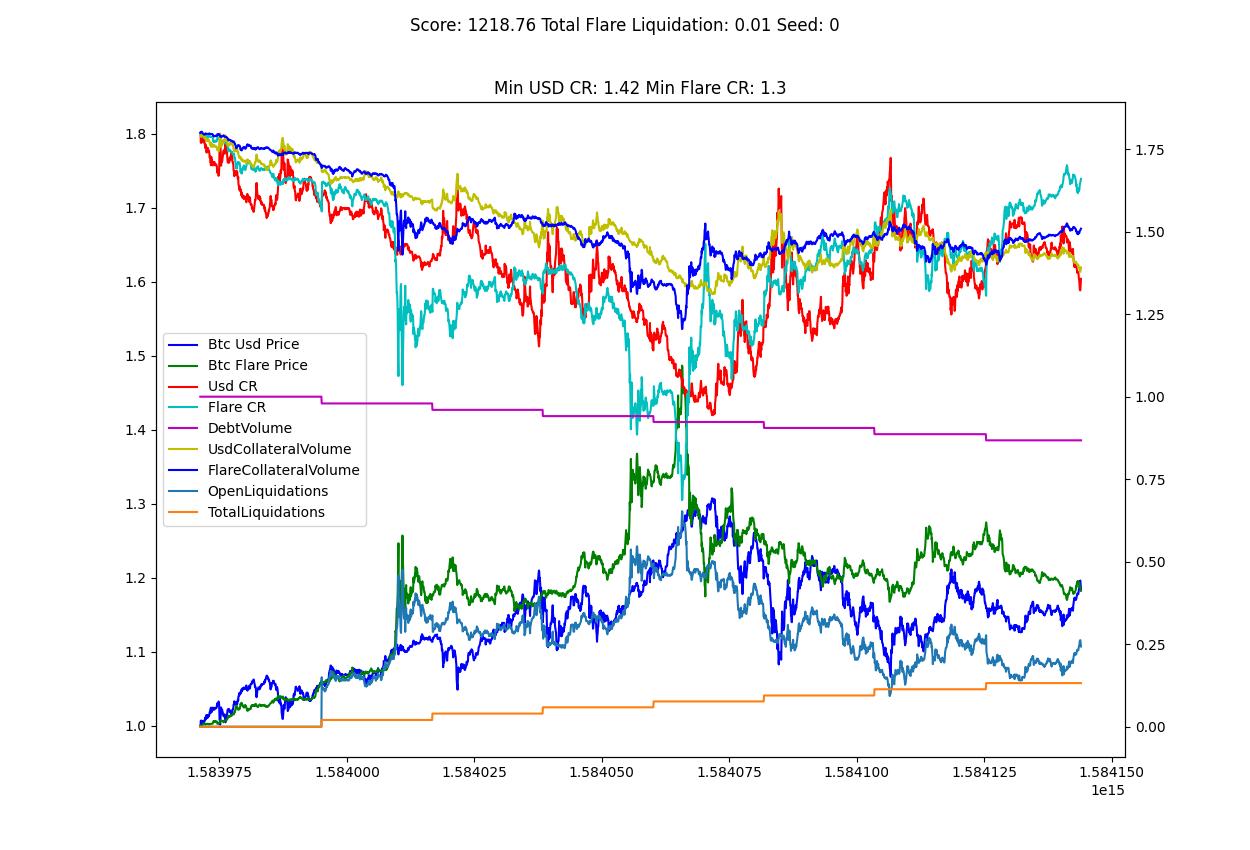 Score: 1218.76 Total Flare Liquidation: 0.01 Seed: 0
Min USD CR: 1.42 Min Flare CR: 1.3
1.8
1.7
1.6
1.5
1.4
1.3
1.2
1.1
1.0
Btc Usd Price
Btc Flare Price
Usd CR
Flare CR
DebtVolume
UsdCollateralVolume
FlareCollateralVolume
OpenLiquidations
TotalLiquidations
1.75
1.50
1.25
1.00
0.75
0.50
0.25
0.00
1.583975 1.584000 1.584025 1.584050 1.584075 1.584100 1.584125 1.584150
1e15